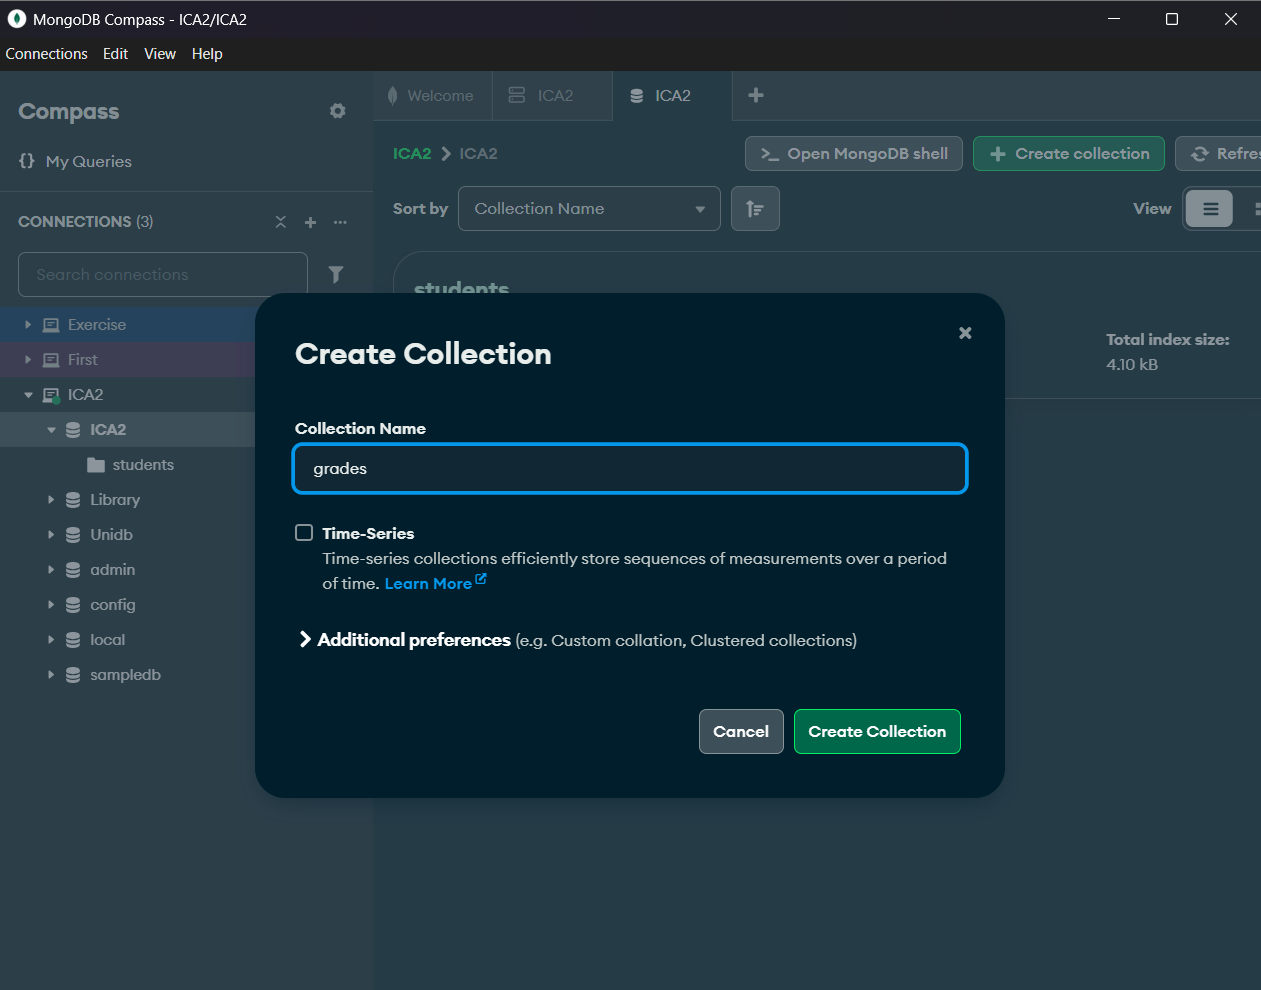 MongoDB Compass - ICA2/ICA2
Connections Edit View Help
Compass
{} My Queries
CONNECTIONS (3)
Search connections
Exercise
First
ICA2
ICA2
students
Library
Unidb
admin
config
local
sampledb
Welcome ICA2 ICA2
ICA2 > ICA2
>_ Open MongoDB shell + Create collection Refres
Sort by Collection Name View
students
Total index size:
4.10 kB
Create Collection
Collection Name
grades
Time-Series
Time-series collections efficiently store sequences of measurements over a period
of time. Learn More
Additional preferences (e.g. Custom collation, Clustered collections)
Cancel Create Collection